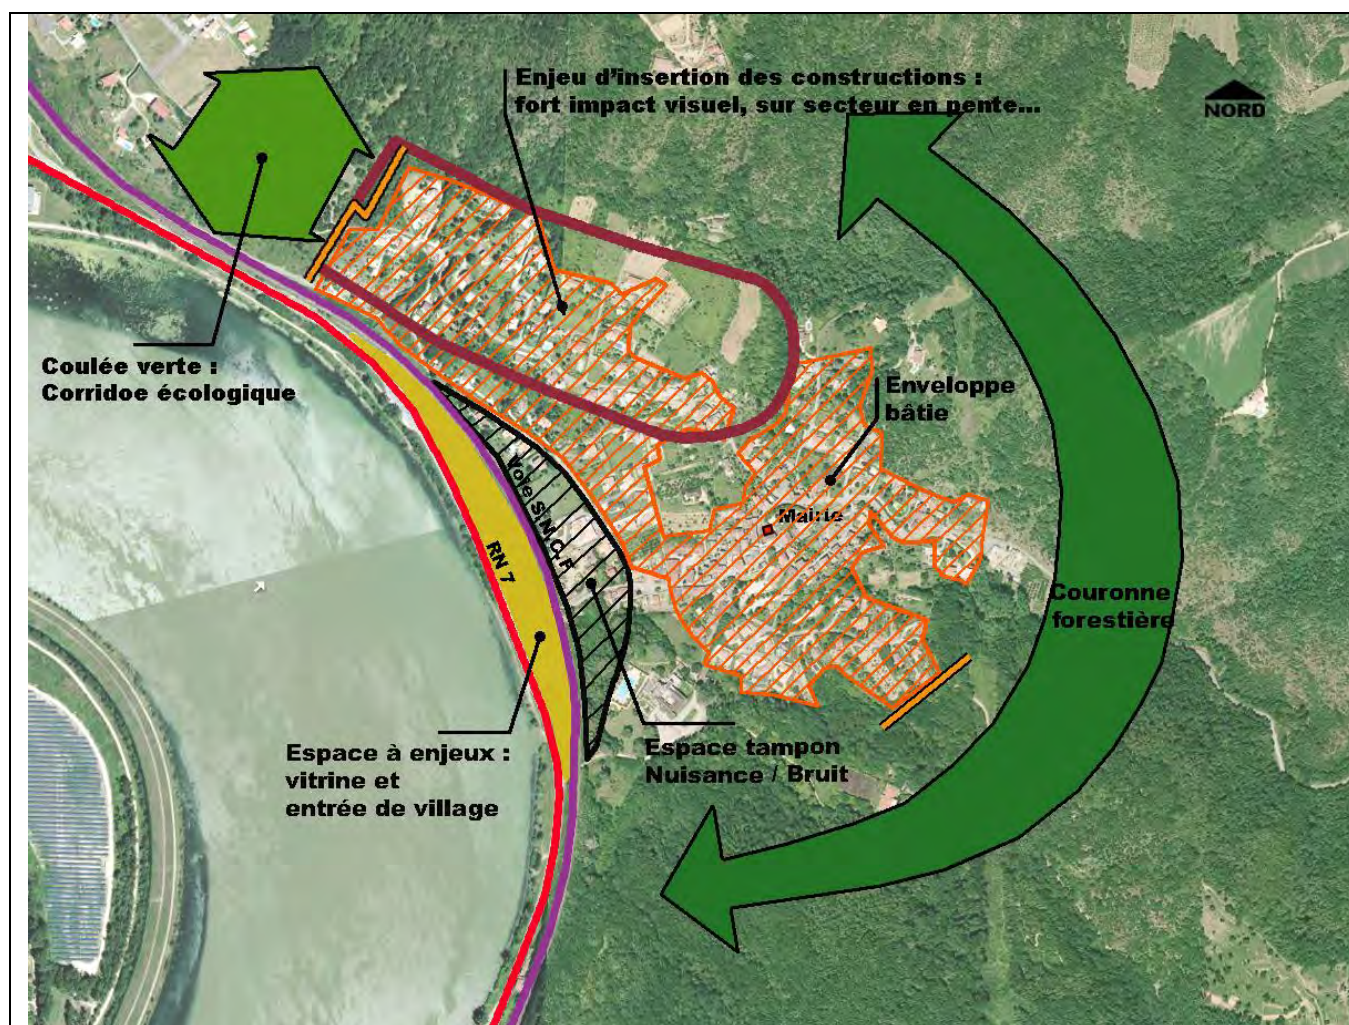 Enjeu d'insertion des constructions :
fort impact visuel, sur secteur en pente...
NORD
Coulée verte :
Corridoe écologique
Enveloppe
bâtie
Mairie
Voie S.N.C.F
RN 7
Couronne
forestière
Espace à enjeux :
vitrine et
entrée de village
Espace tampon
Nuisance / Bruit